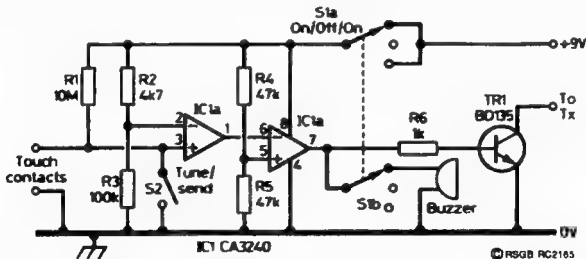 S1a
On/Off/On
+9V
R1
10M
R2
4k7
R4
47k
IC1a
IC1a
2
3
1
6
5
8
7
4
R6
1k
TR1
BD135
To
Tx
Touch
contacts
Tune/
send
S2
R3
100k
R5
47k
S1b
Buzzer
0V
IC1 CA3240
© RSGB RC2165